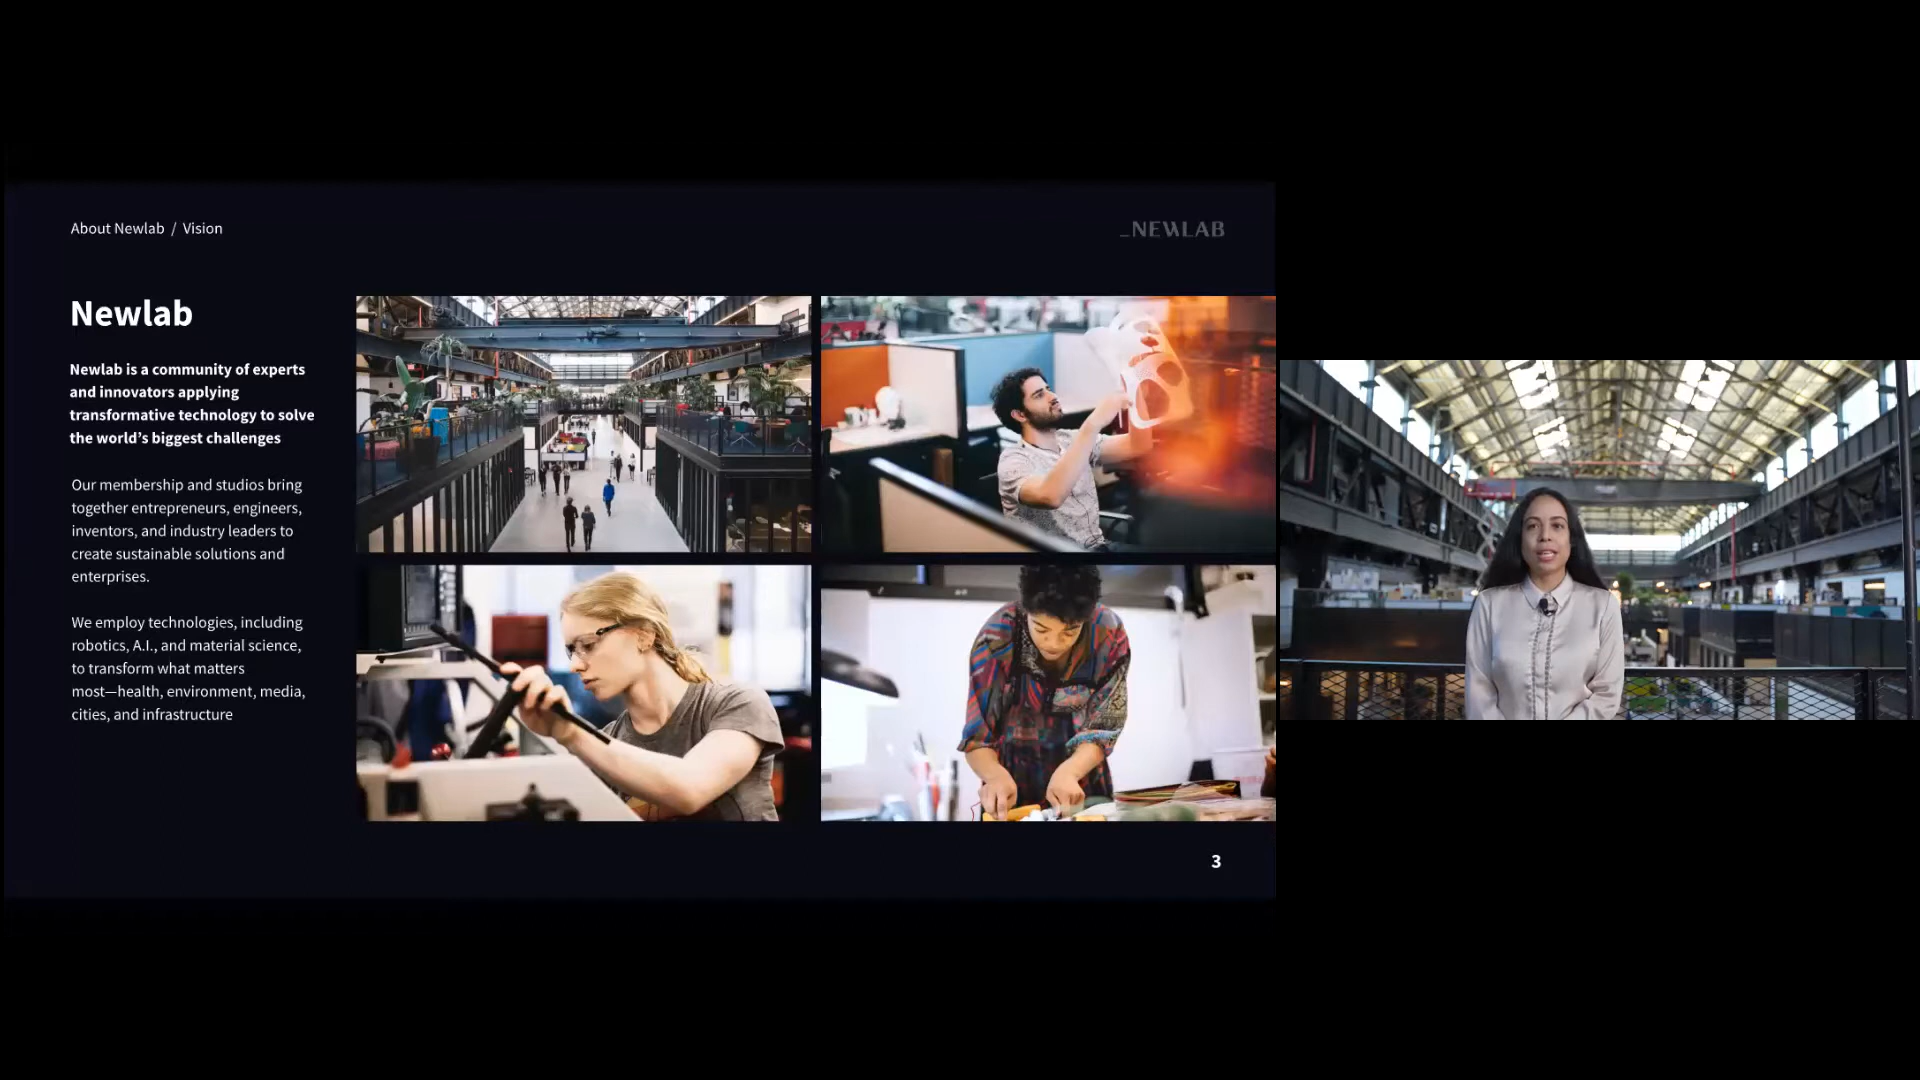 About Newlab / Vision
_NEWLAB
Newlab
Newlab is a community of experts
and innovators applying
transformative technology to solve
the world’s biggest challenges
Our membership and studios bring
together entrepreneurs, engineers,
inventors, and industry leaders to
create sustainable solutions and
enterprises.
We employ technologies, including
robotics, A.I., and material science,
to transform what matters
most—health, environment, media,
cities, and infrastructure
3